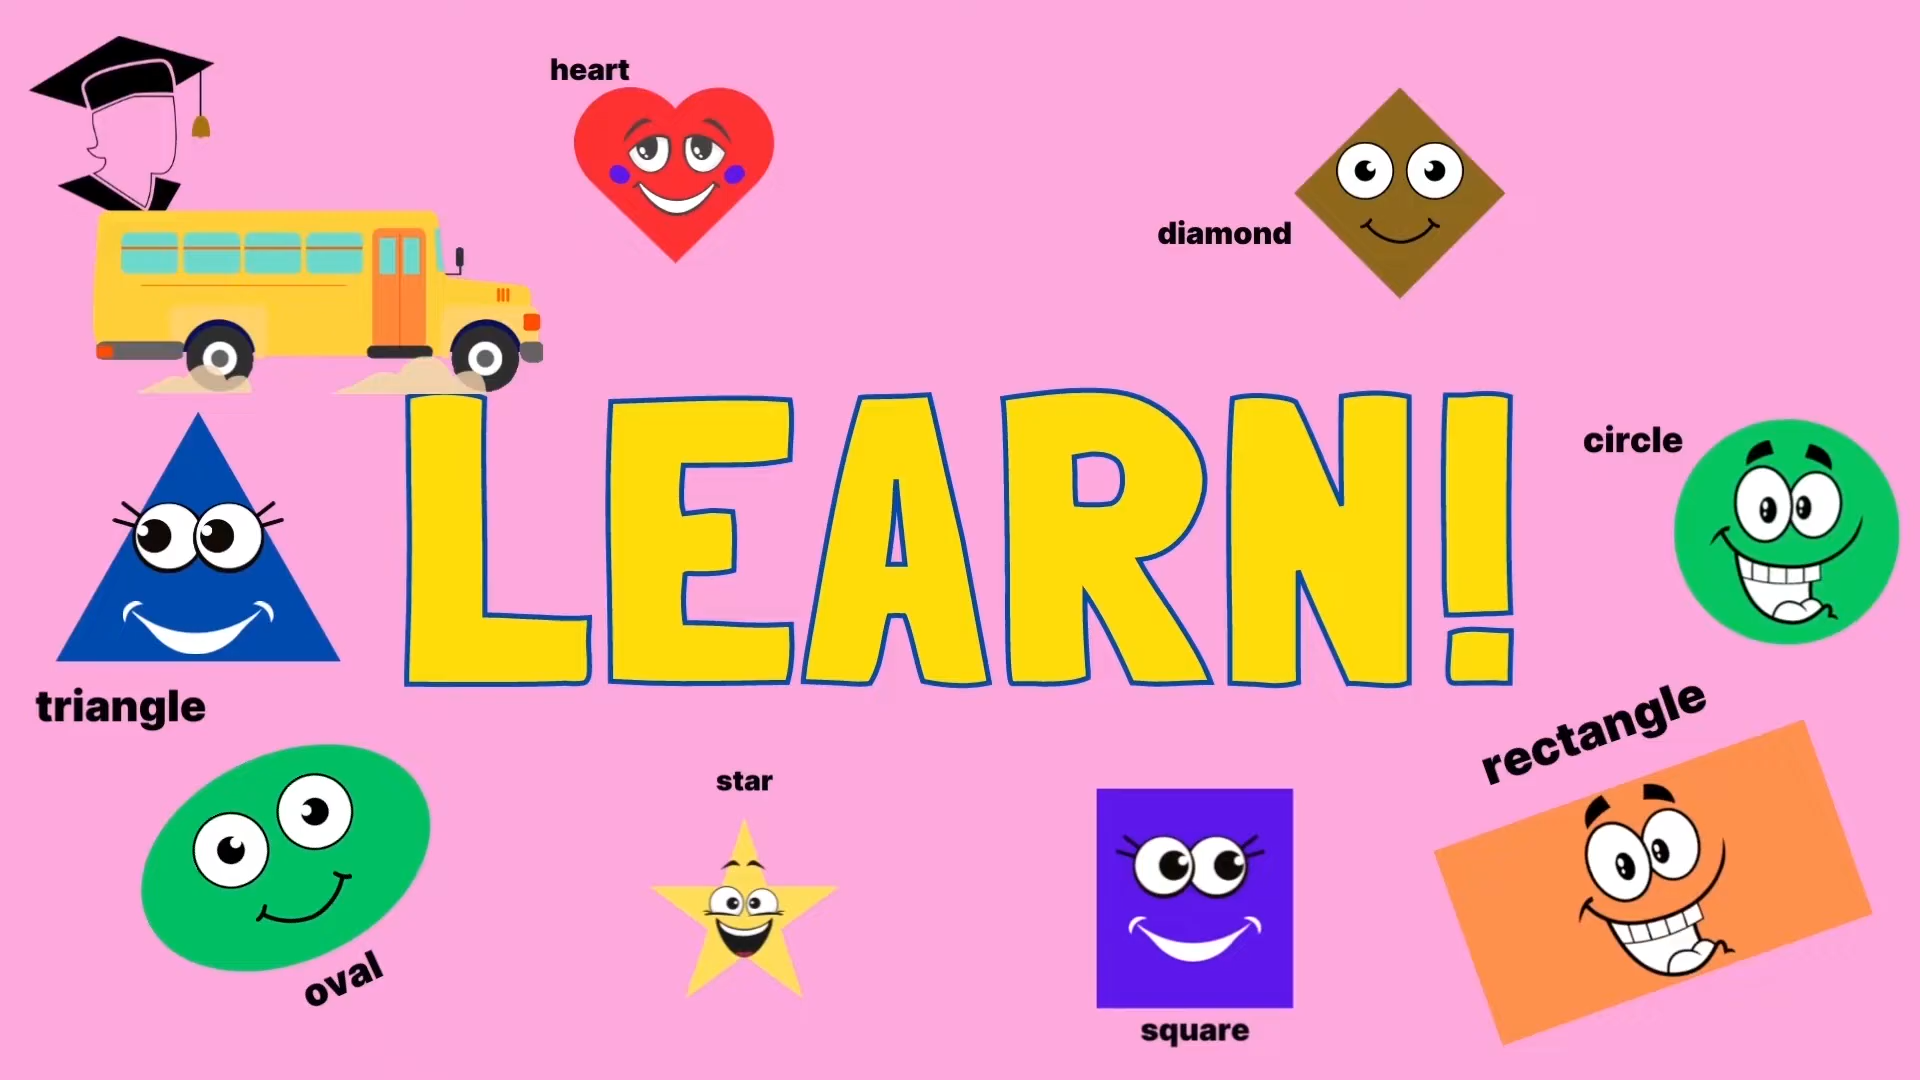 heart
diamond
LEARN!
circle
triangle
rectangle
star
oval
square